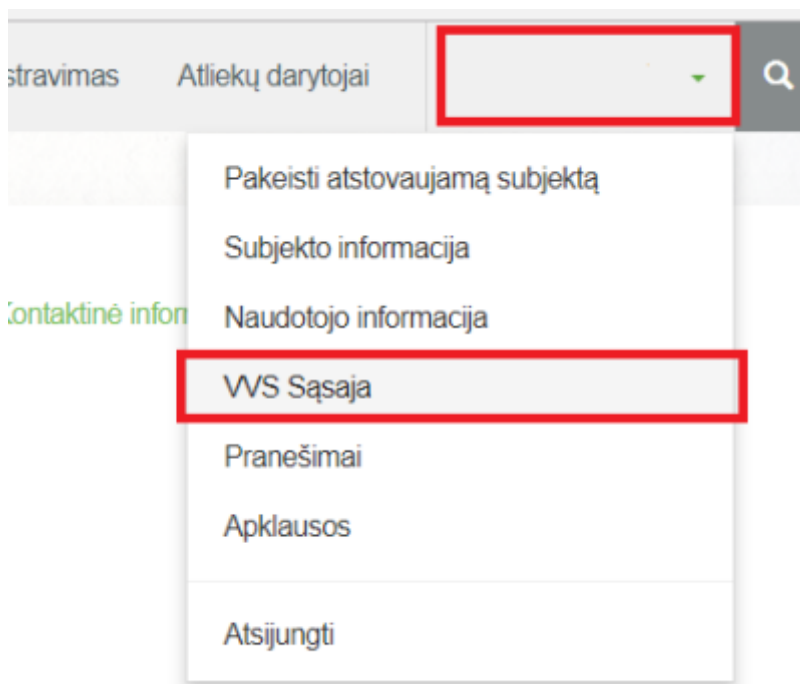 stravimas Atliekų darytojai
Pakeisti atstovaujamą subjektą
Subjekto informacija
Kontaktinė infor
Naudotojo informacija
VVS Sąsaja
Pranešimai
Apklausos
Atsijungti